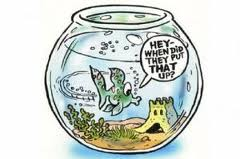 HEY,
WHEN DID
THEY PUT
THAT
UP?